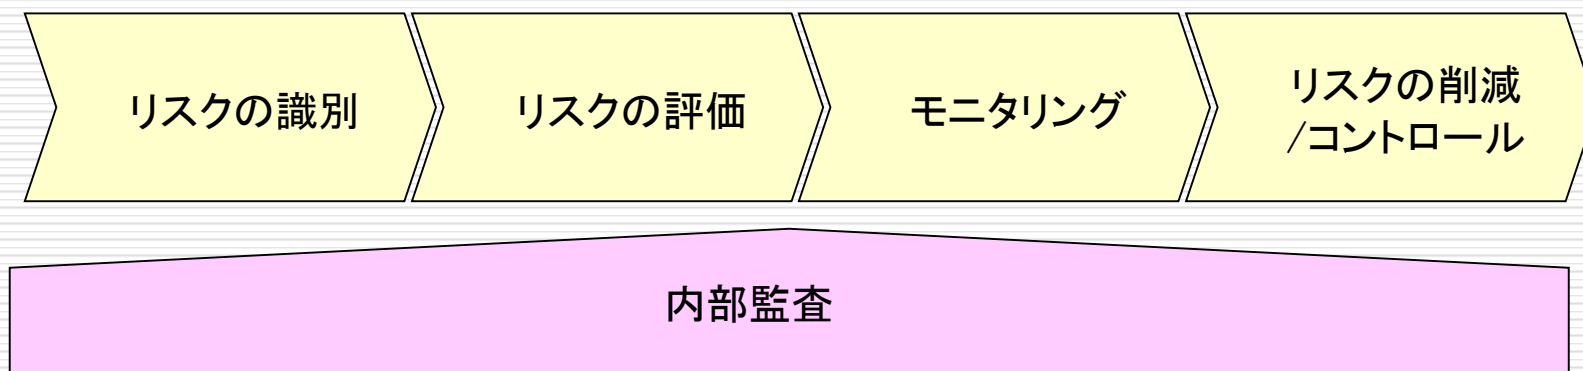 リスクの識別
リスクの評価
モニタリング
リスクの削減
/コントロール
内部監査